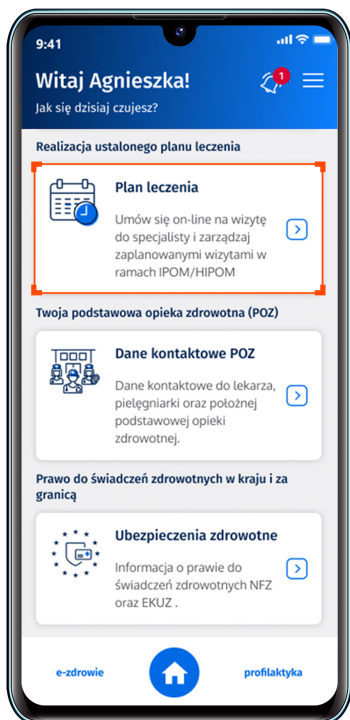 9:41
Witaj Agnieszka!
1
Jak się dzisiaj czujesz?
Realizacja ustalonego planu leczenia
Plan leczenia
Umów się on-line na wizytę
do specjalisty i zarządzaj
zaplanowanymi wizytami w
ramach IPOM/HIPOM
Twoja podstawowa opieka zdrowotna (POZ)
Dane kontaktowe POZ
Dane kontaktowe do lekarza,
pielęgniarki oraz położnej
podstawowej opieki
zdrowotnej.
Prawo do świadczeń zdrowotnych w kraju i za
granicą
Ubezpieczenia zdrowotne
Informacja o prawie do
świadczeń zdrowotnych NFZ
oraz EKUZ .
e-zdrowie
profilaktyka